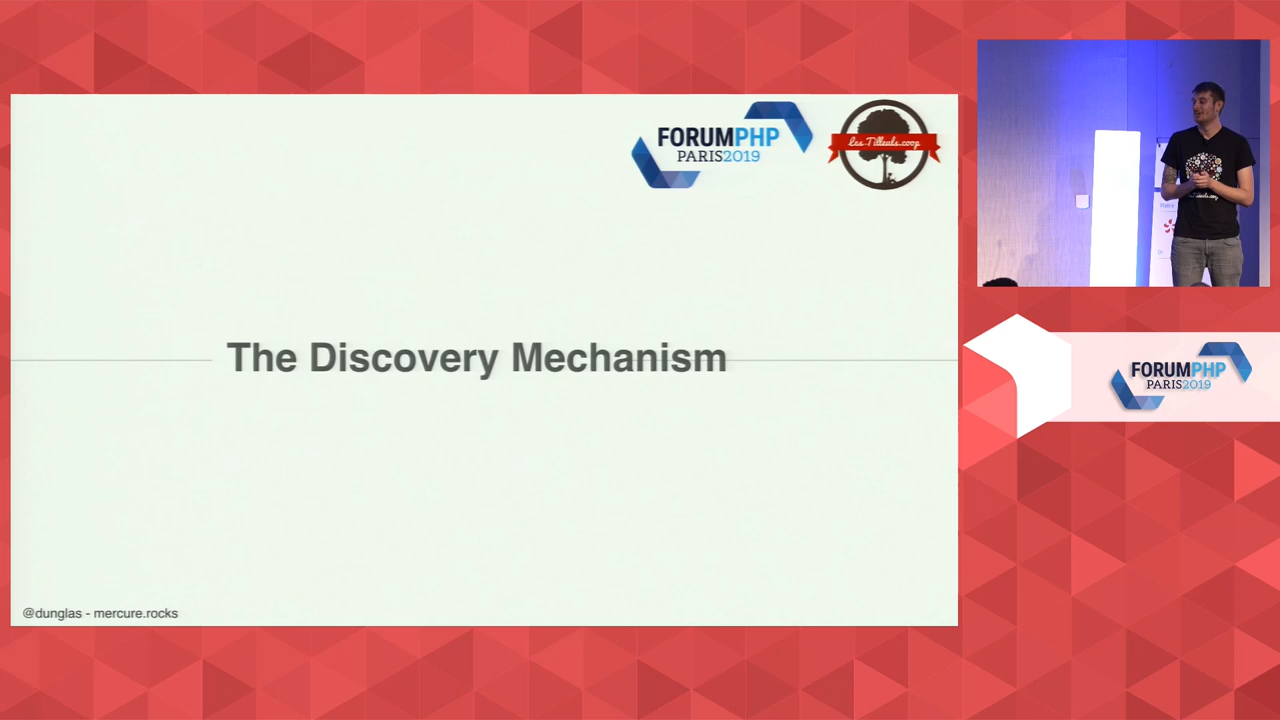 FORUMPHP
PARIS2019
Les-Tilleuls.coop
The Discovery Mechanism
@dunglas - mercure.rocks
FORUMPHP
PARIS2019